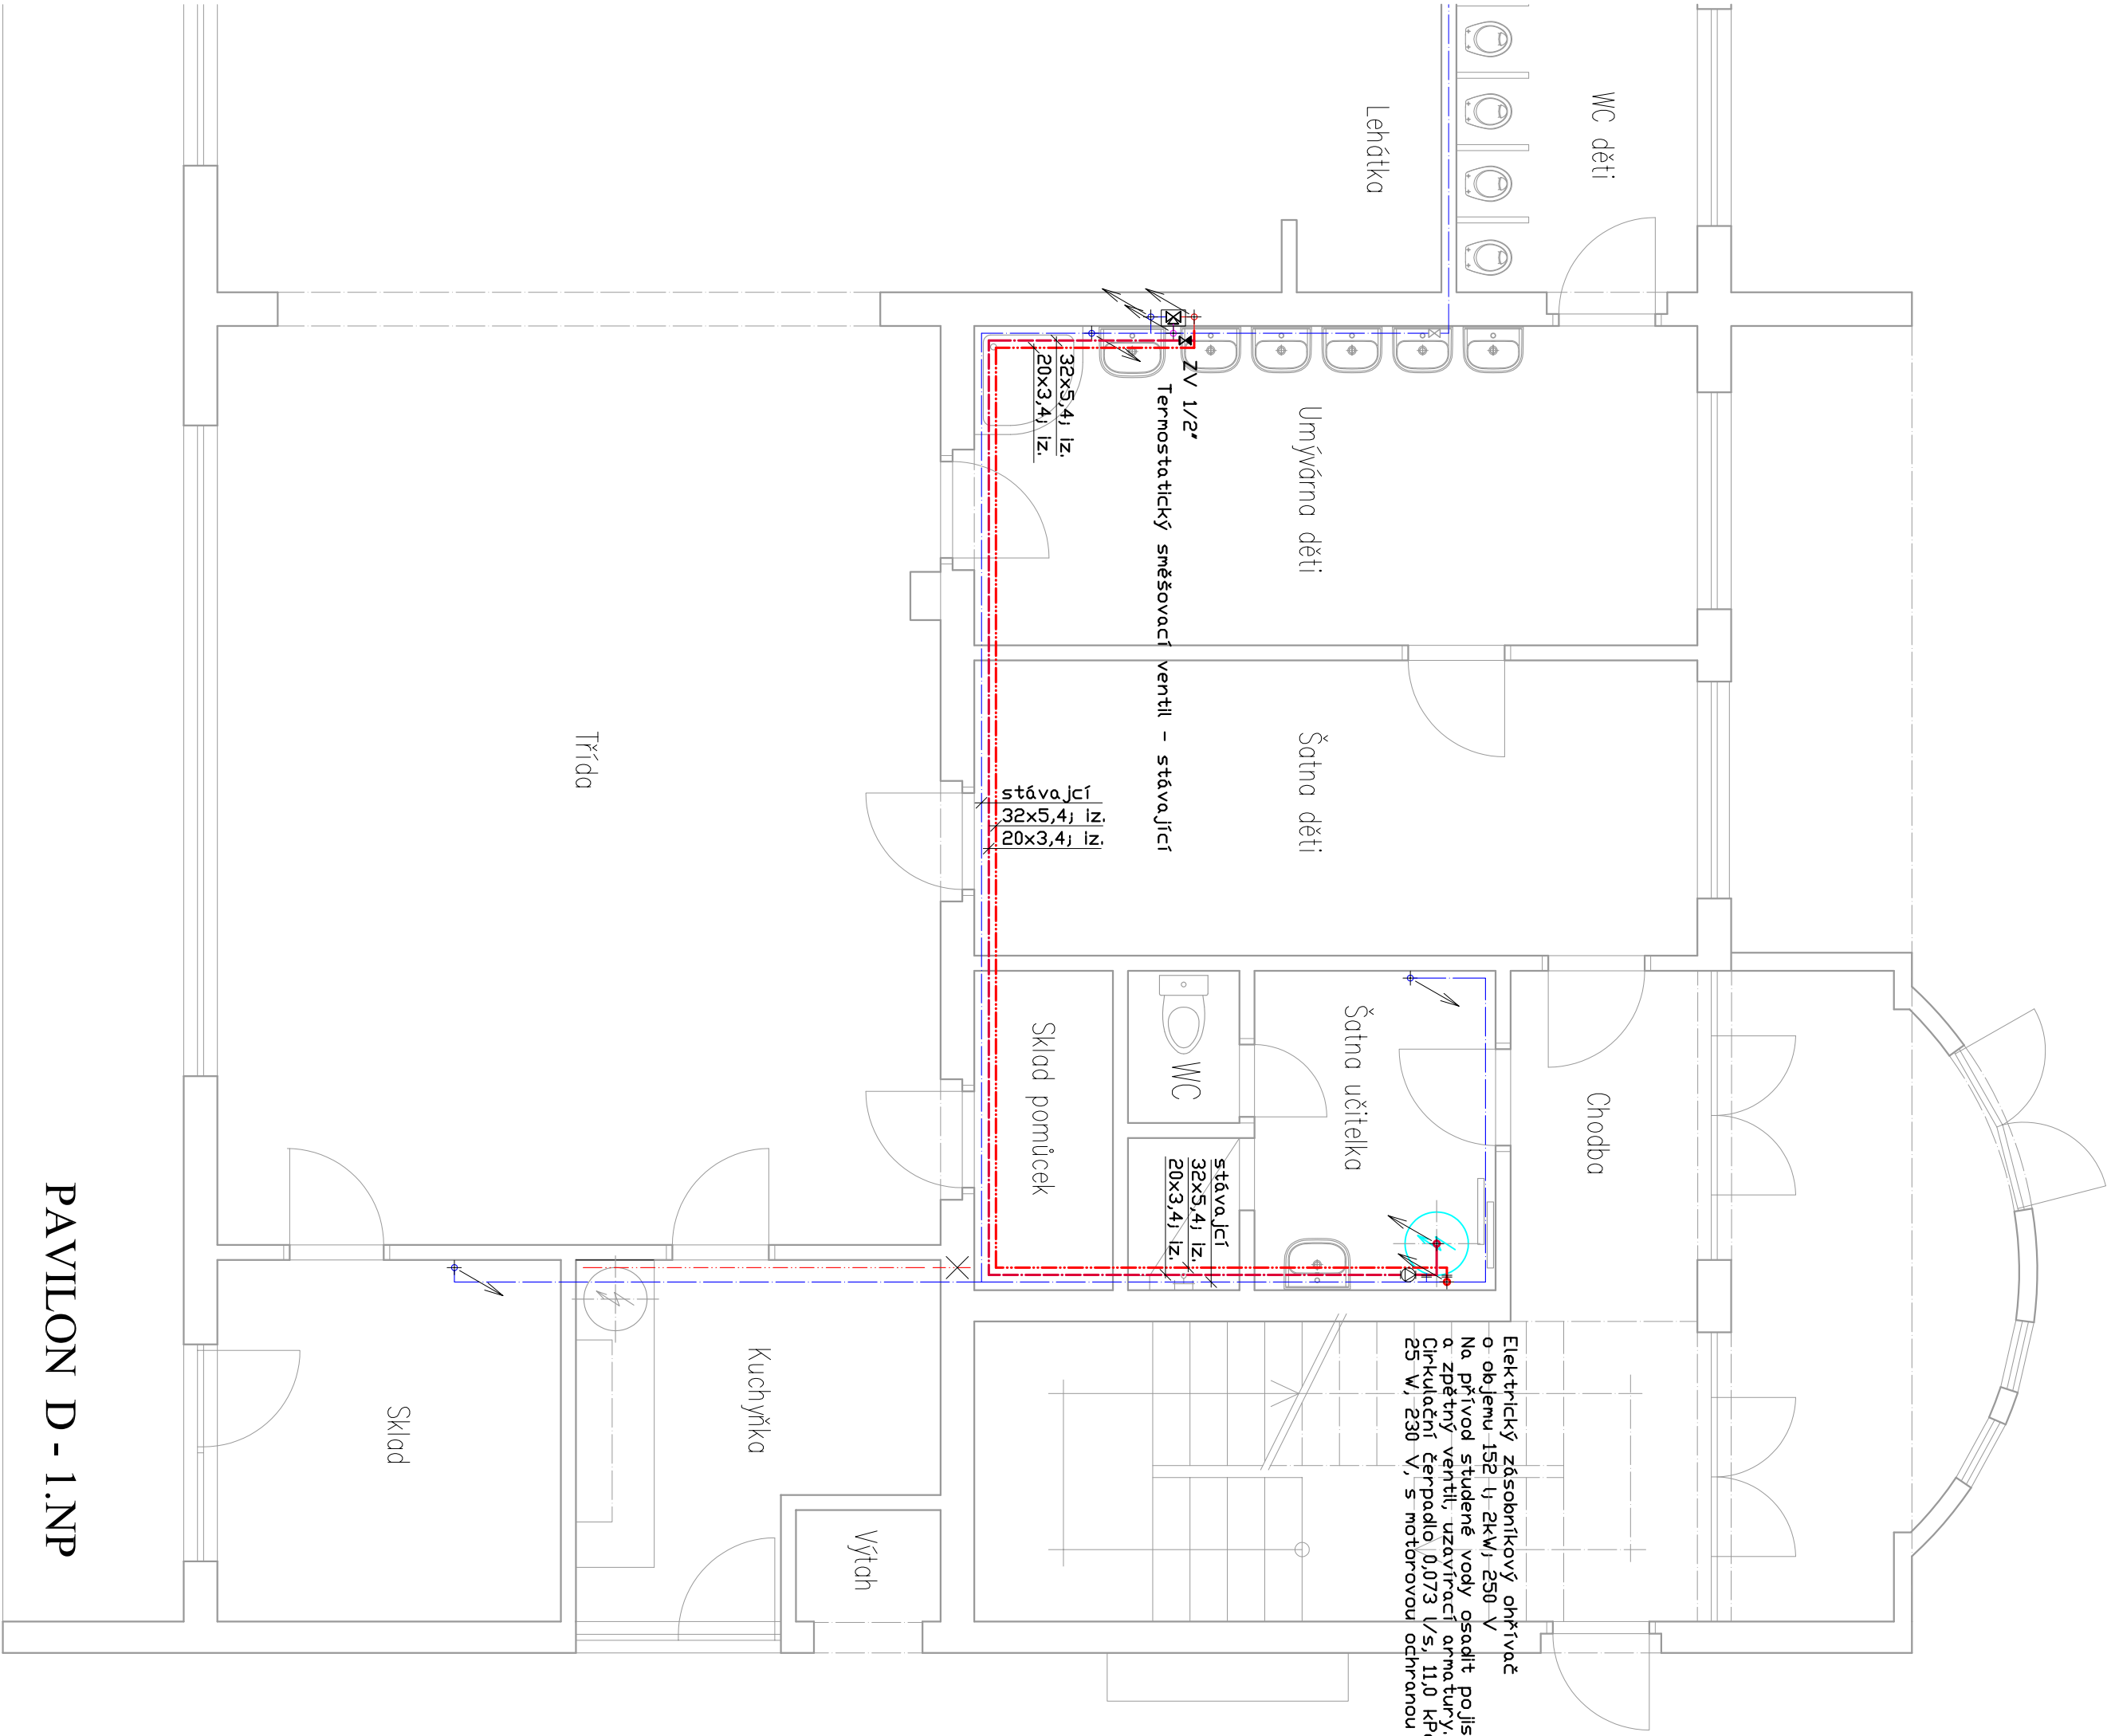 WC děti
Lehátka
Umývárna děti
ZV 1/2"
Termostatický směšovací ventil - stávající
32x5,4; iz.
20x3,4; iz.
Šatna děti
stávajcí
32x5,4; iz.
20x3,4; iz.
Třída
Chodba
Šatna učitelka
WC
Sklad pomůcek
stávajcí
32x5,4; iz.
20x3,4; iz.
Elektrický zásobníkový ohřívač
o objemu 152 l; 2kW; 250 V
Na přívod studené vody osadit pojis
a zpětný ventil, uzavírací armatury.
Cirkulační čerpadlo 0,073 l/s, 11,0 kP
25 W, 230 V, s motorovou ochranou
Kuchyňka
Sklad
Výtah
PAVILON D - 1.NP